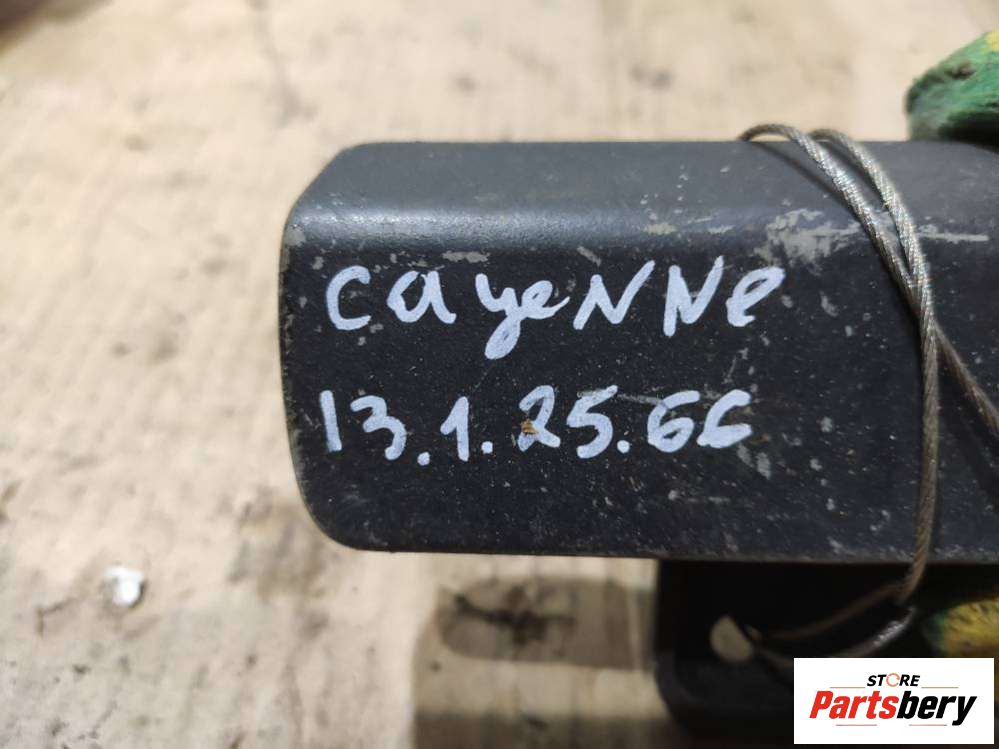 cayeNNe
13.1.25.6c
STORE
Partsbery